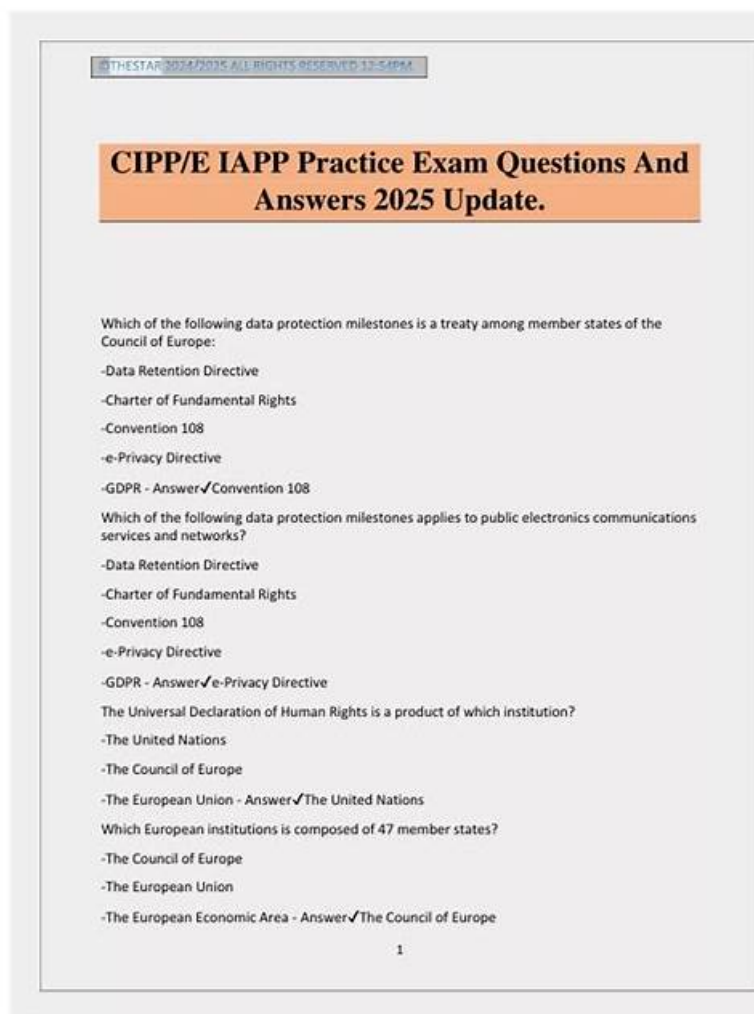 ©THESTAR 2024/2025 ALL RIGHTS RESERVED 12:54PM.
CIPP/E IAPP Practice Exam Questions And
Answers 2025 Update.
Which of the following data protection milestones is a treaty among member states of the
Council of Europe:
-Data Retention Directive
-Charter of Fundamental Rights
-Convention 108
-e-Privacy Directive
-GDPR - Answer✓Convention 108
Which of the following data protection milestones applies to public electronics communications
services and networks?
-Data Retention Directive
-Charter of Fundamental Rights
-Convention 108
-e-Privacy Directive
-GDPR - Answer✓e-Privacy Directive
The Universal Declaration of Human Rights is a product of which institution?
-The United Nations
-The Council of Europe
-The European Union - Answer✓The United Nations
Which European institutions is composed of 47 member states?
-The Council of Europe
-The European Union
-The European Economic Area - Answer✓The Council of Europe
1